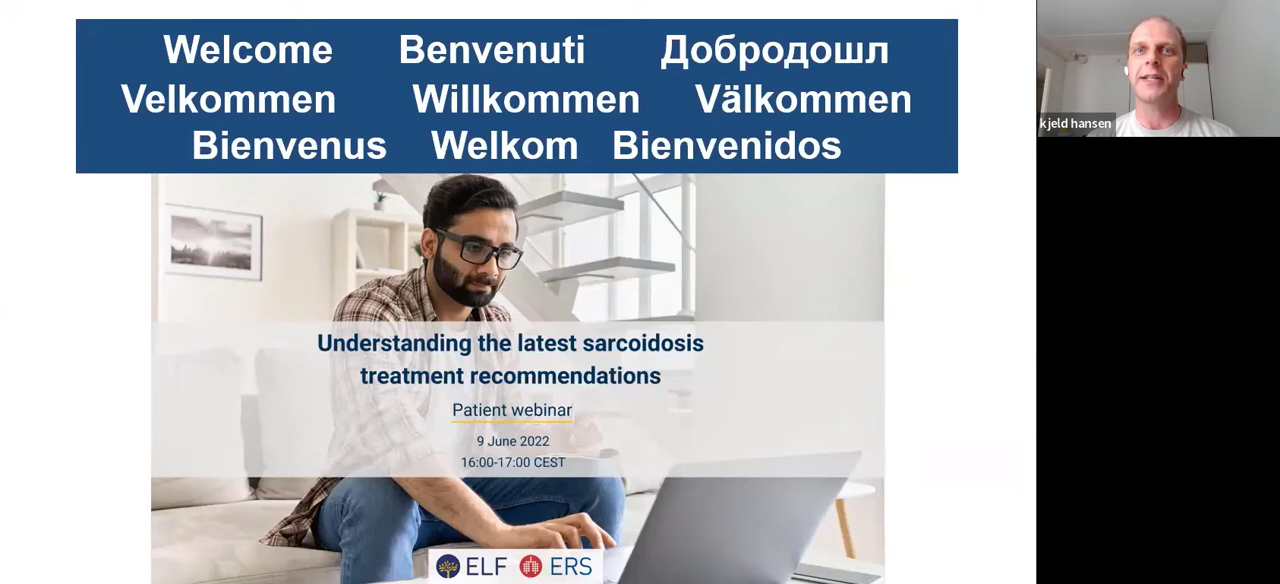 Welcome Benvenuti Добродошл
Velkommen Willkommen Välkommen
Bienvenus Welkom Bienvenidos
kjeld hansen
Understanding the latest sarcoidosis
treatment recommendations
Patient webinar
9 June 2022
16:00-17:00 CEST
ELF ERS